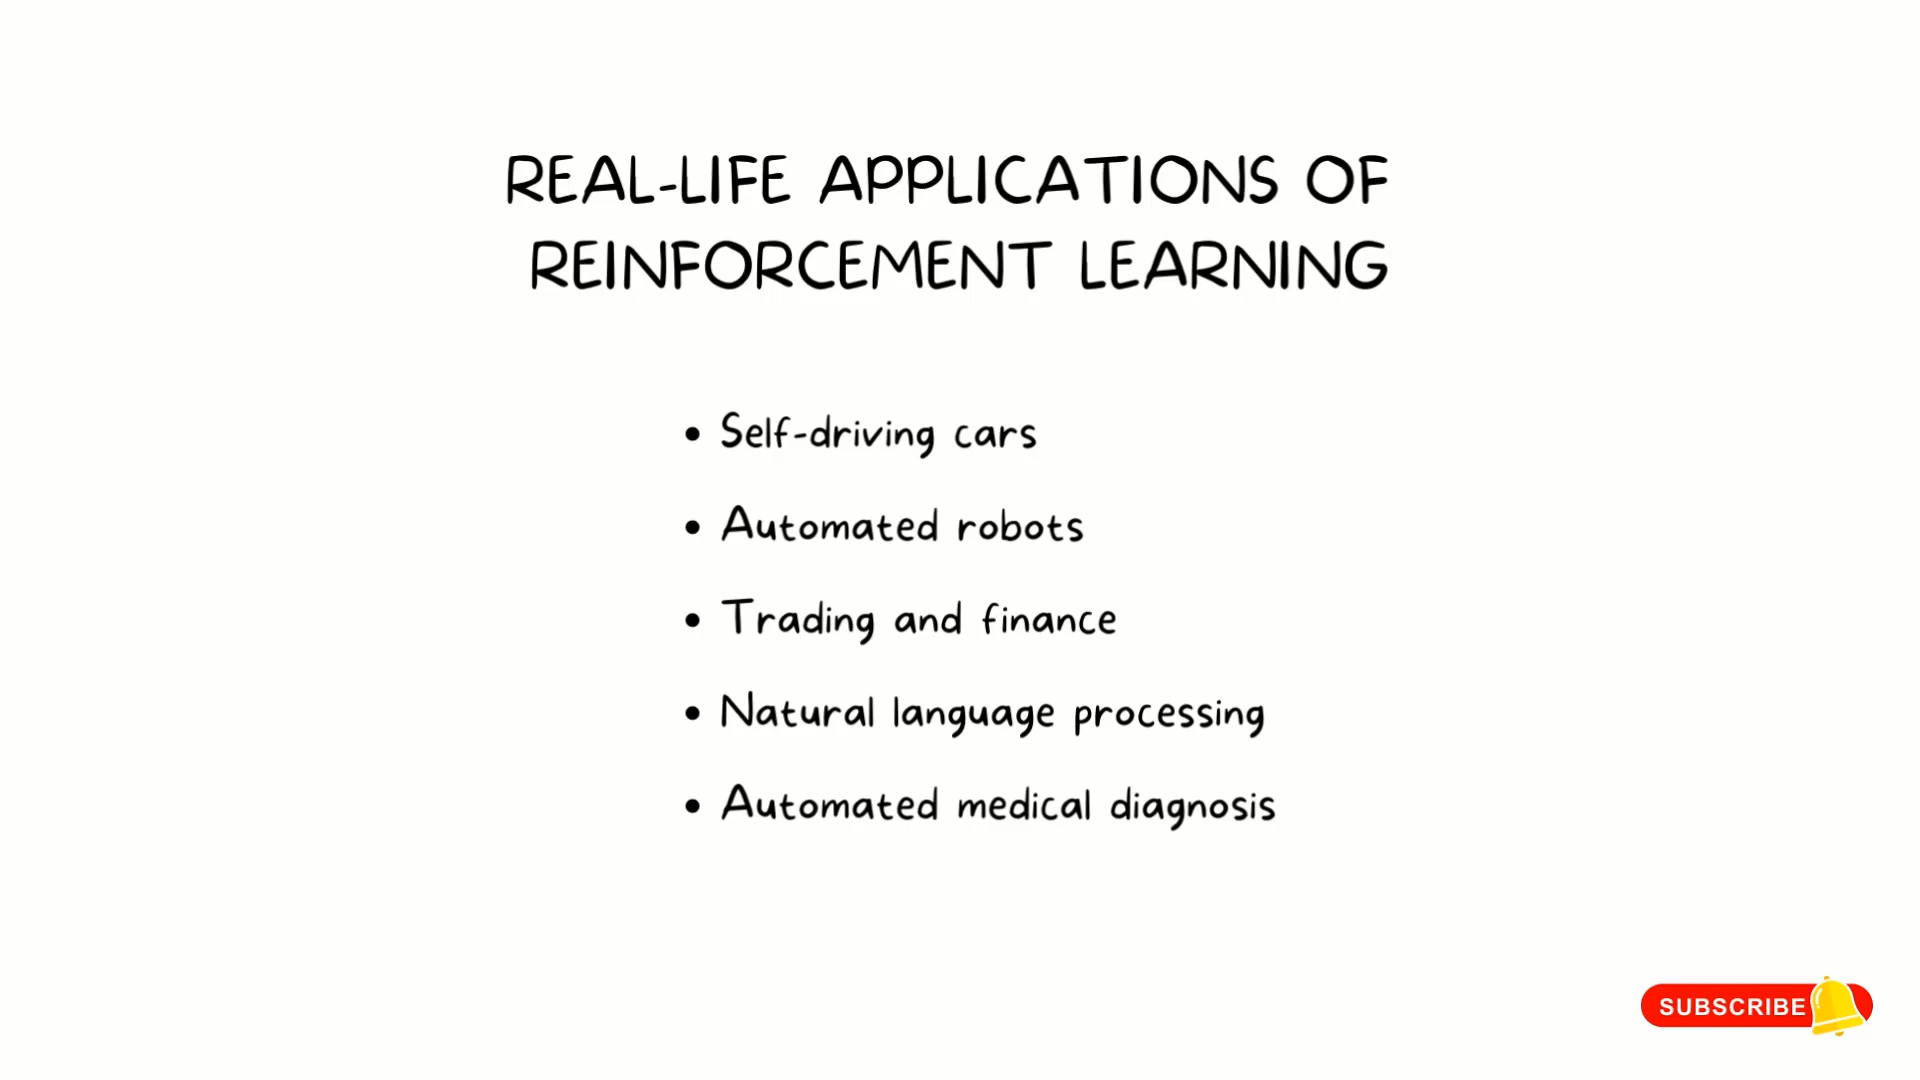 REAL-LIFE APPLICATIONS OF
REINFORCEMENT LEARNING
• Self-driving cars
• Automated robots
• Trading and finance
• Natural language processing
• Automated medical diagnosis
SUBSCRIBE